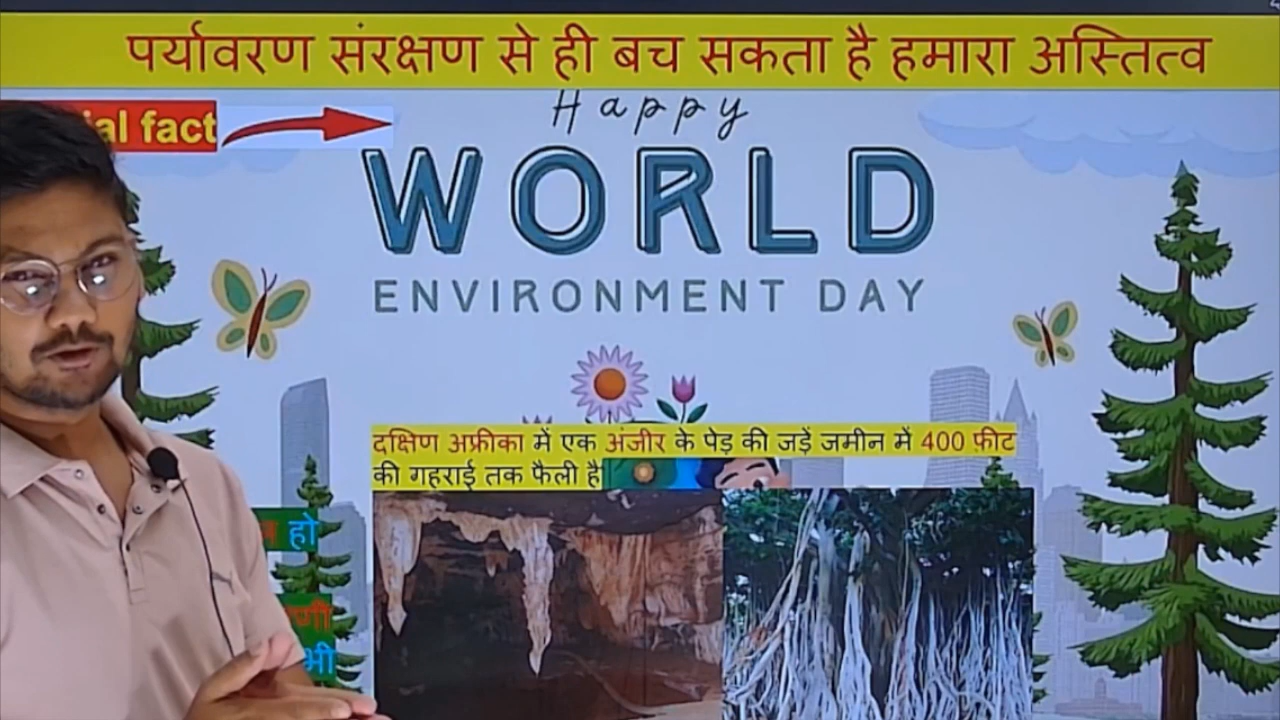 पर्यावरण संरक्षण से ही बच सकता है हमारा अस्तित्व
fact
Happy
WORLD
ENVIRONMENT DAY
दक्षिण अफ्रीका में एक अंजीर के पेड़ की जड़ें जमीन में 400 फ़ीट
की गहराई तक फैली है
हो
भी